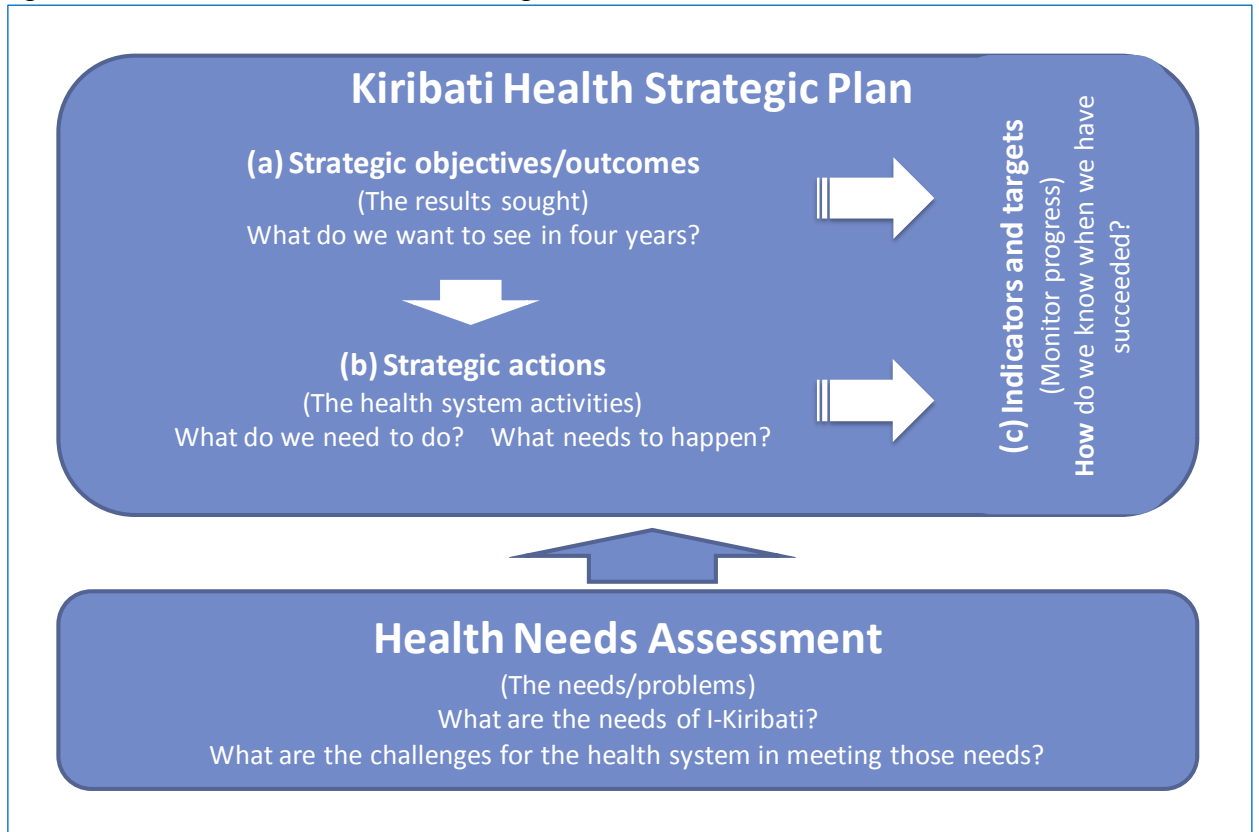 Kiribati Health Strategic Plan
(a) Strategic objectives/outcomes
(The results sought)
What do we want to see in four years?
(b) Strategic actions
(The health system activities)
What do we need to do? What needs to happen?
(c) Indicators and targets
(Monitor progress)
How do we know when we have
succeeded?
Health Needs Assessment
(The needs/problems)
What are the needs of I-Kiribati?
What are the challenges for the health system in meeting those needs?